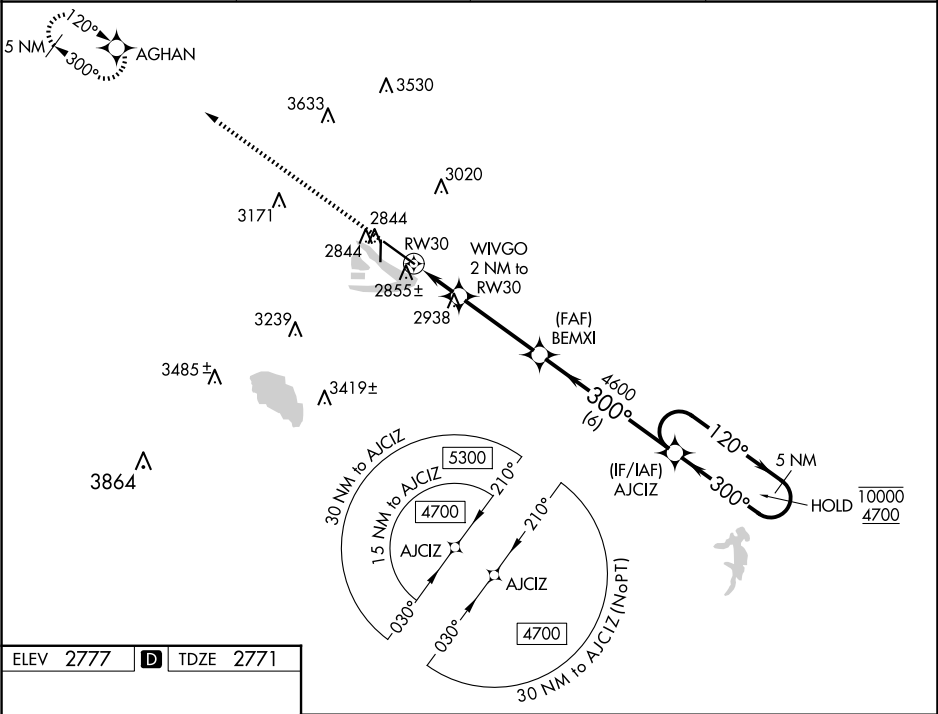 120°
5 NM
300°
AGHAN
3633
3530
3020
3171
2844
2844
RW30
2855±
WIVGO
2 NM to
RW30
2938
(FAF)
BEMXI
3239
3485±
3419±
3864
4600
300°
(6)
120°
5 NM
300°
(IF/IAF)
AJCIZ
HOLD
10000
4700
30 NM to AJCIZ
5300
210°
15 NM to AJCIZ
4700
AJCIZ
030°
210°
AJCIZ
030°
4700
30 NM to AJCIZ (NoPT)
ELEV 2777 D TDZE 2771